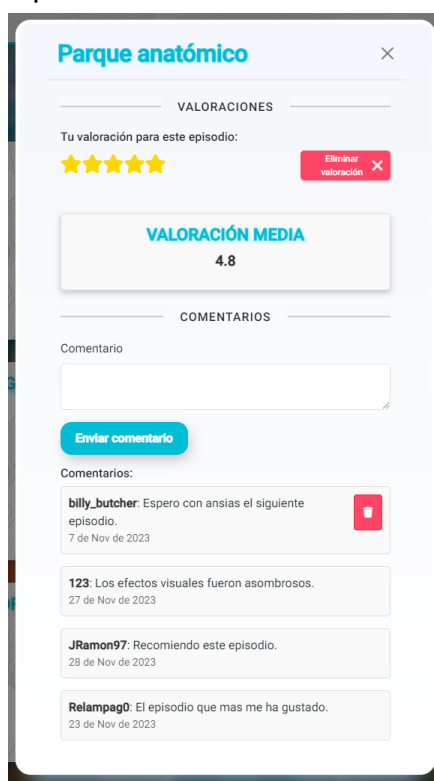 Parque anatómico
VALORACIONES
Tu valoración para este episodio:
Eliminar
valoración
VALORACIÓN MEDIA
4.8
COMENTARIOS
Comentario
Enviar comentario
Comentarios:
billy_butcher: Espero con ansias el siguiente
episodio.
7 de Nov de 2023
123: Los efectos visuales fueron asombrosos.
27 de Nov de 2023
JRamon97: Recomiendo este episodio.
28 de Nov de 2023
Relampag0: El episodio que mas me ha gustado.
23 de Nov de 2023